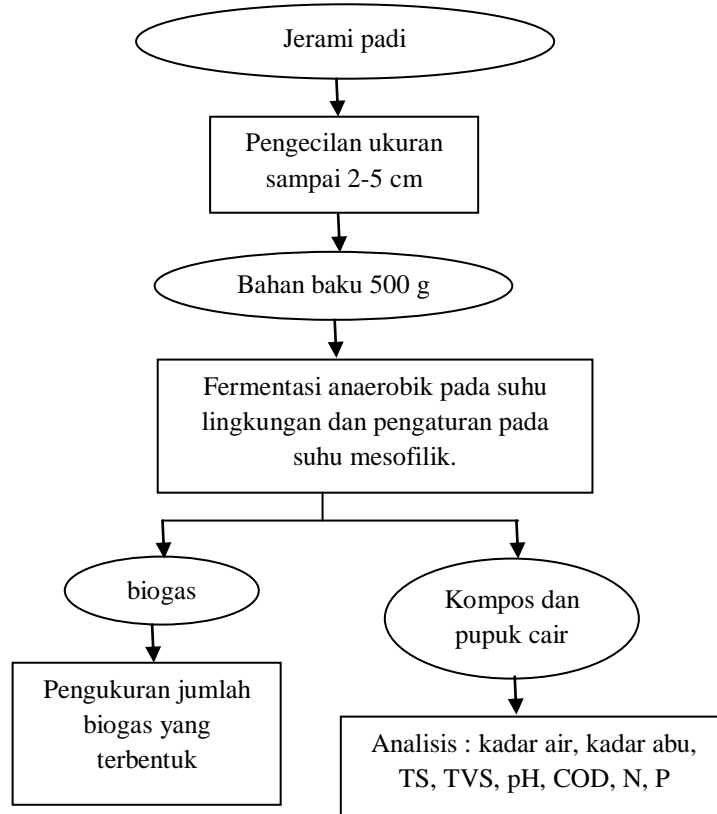 Jerami padi
Pengecilan ukuran
sampai 2-5 cm
Bahan baku 500 g
Fermentasi anaerobik pada suhu
lingkungan dan pengaturan pada
suhu mesofilik.
biogas
Pengukuran jumlah
biogas yang
terbentuk
Kompos dan
pupuk cair
Analisis : kadar air, kadar abu,
TS, TVS, pH, COD, N, P